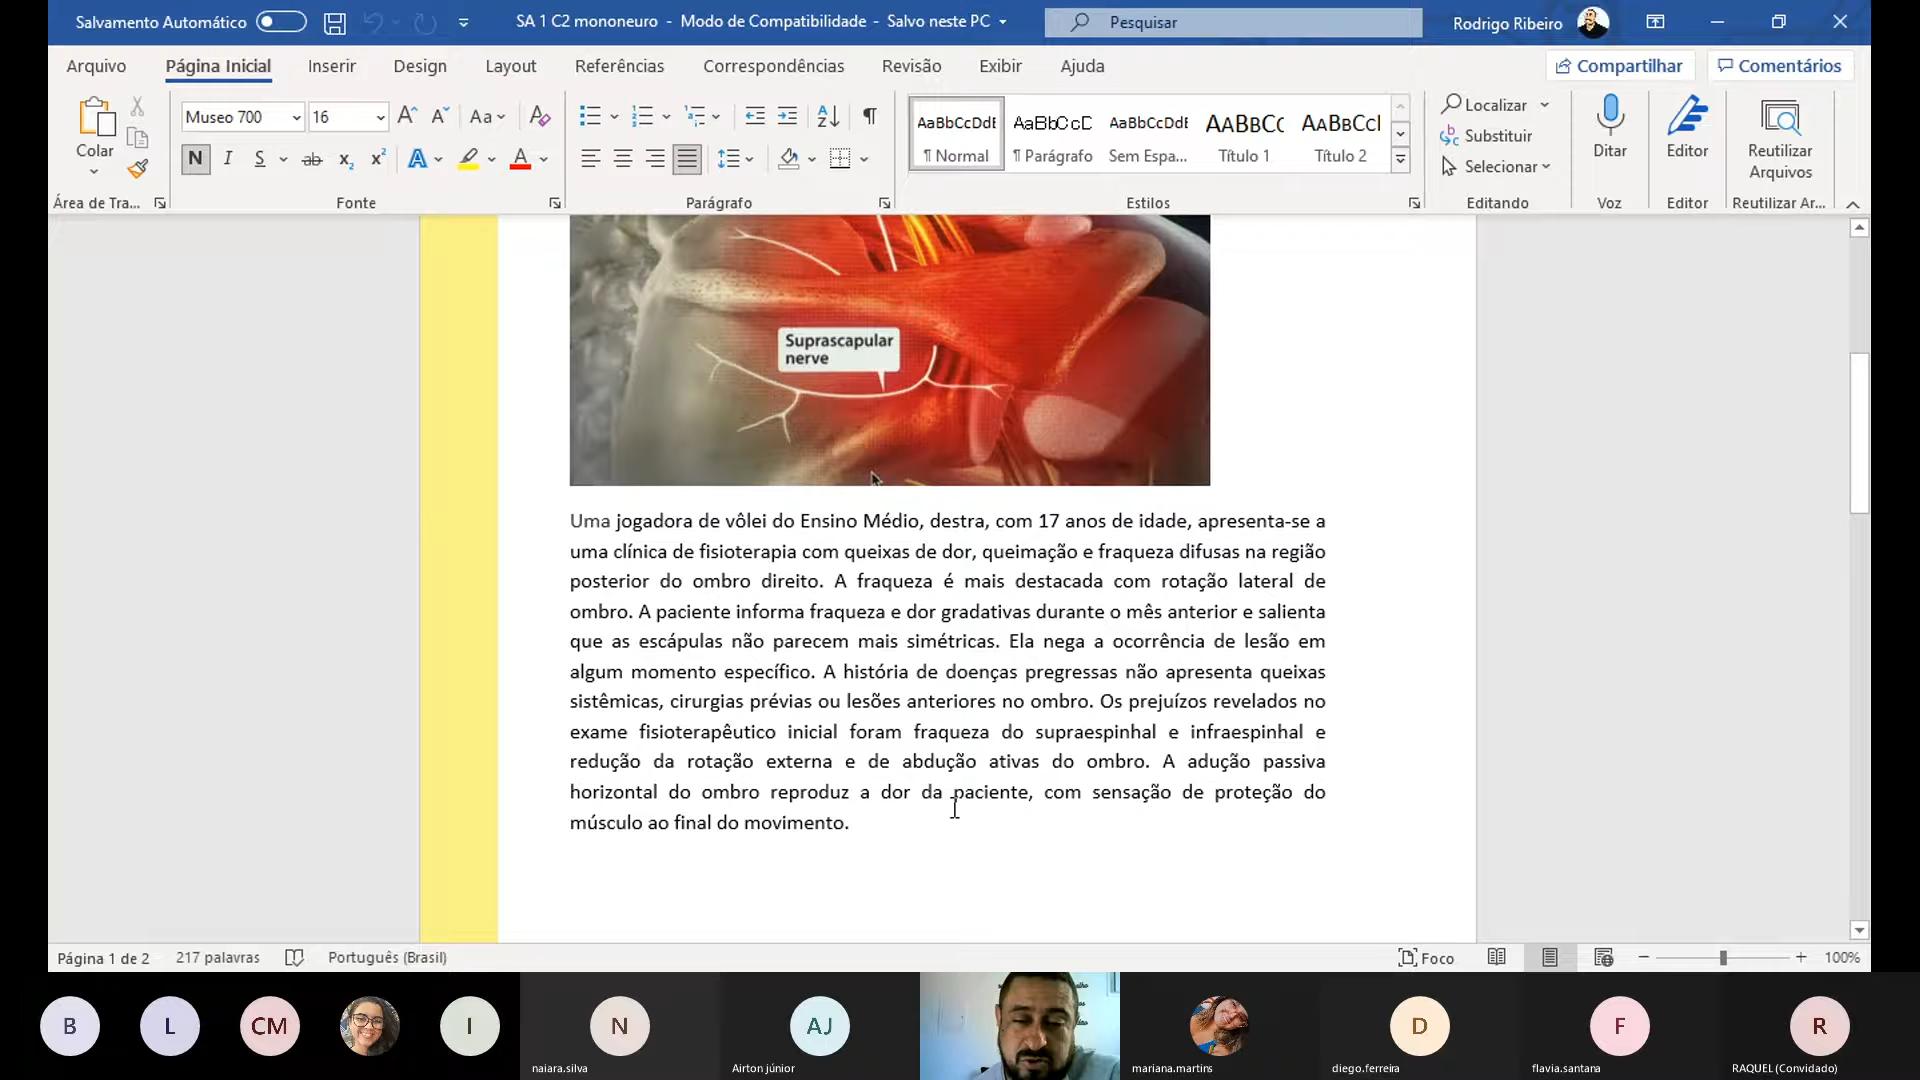 Salvamento Automático
SA 1 C2 mononeuro - Modo de Compatibilidade - Salvo neste PC
Pesquisar
Rodrigo Ribeiro
Arquivo Página Inicial Inserir Design Layout Referências Correspondências Revisão Exibir Ajuda
Compartilhar Comentários
Colar
Museo 700 16
Aa
N I S ab x₂ x² A A
AaBbCcDdE AaBbCcD AaBbCcDdE AaBbCc AaBbCcI
¶ Normal ¶ Parágrafo Sem Espa... Título 1 Título 2
Localizar
Substituir
Selecionar
Ditar
Editor
Reutilizar
Arquivos
Área de Tra... Fonte Parágrafo Estilos Editando Voz Editor Reutilizar Ar...
Suprascapular
nerve
Uma jogadora de vôlei do Ensino Médio, destra, com 17 anos de idade, apresenta-se a
uma clínica de fisioterapia com queixas de dor, queimação e fraqueza difusas na região
posterior do ombro direito. A fraqueza é mais destacada com rotação lateral de
ombro. A paciente informa fraqueza e dor gradativas durante o mês anterior e salienta
que as escápulas não parecem mais simétricas. Ela nega a ocorrência de lesão em
algum momento específico. A história de doenças pregressas não apresenta queixas
sistêmicas, cirurgias prévias ou lesões anteriores no ombro. Os prejuízos revelados no
exame fisioterapêutico inicial foram fraqueza do supraespinhal e infraespinhal e
redução da rotação externa e de abdução ativas do ombro. A adução passiva
horizontal do ombro reproduz a dor da paciente, com sensação de proteção do
músculo ao final do movimento.
Página 1 de 2 217 palavras Português (Brasil)
Foco
100%
B L CM I N AJ D F R
naiara.silva Airton júnior mariana.martins diego.ferreira flavia.santana RAQUEL (Convidado)